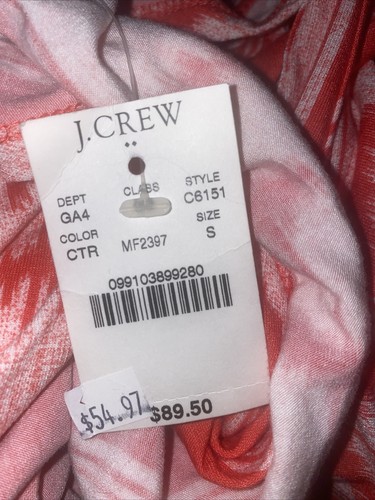 J.CREW
DEPT CLASS STYLE
GA4 C6151
COLOR SIZE
CTR MF2397 S
099103899280
$54.97 $89.50